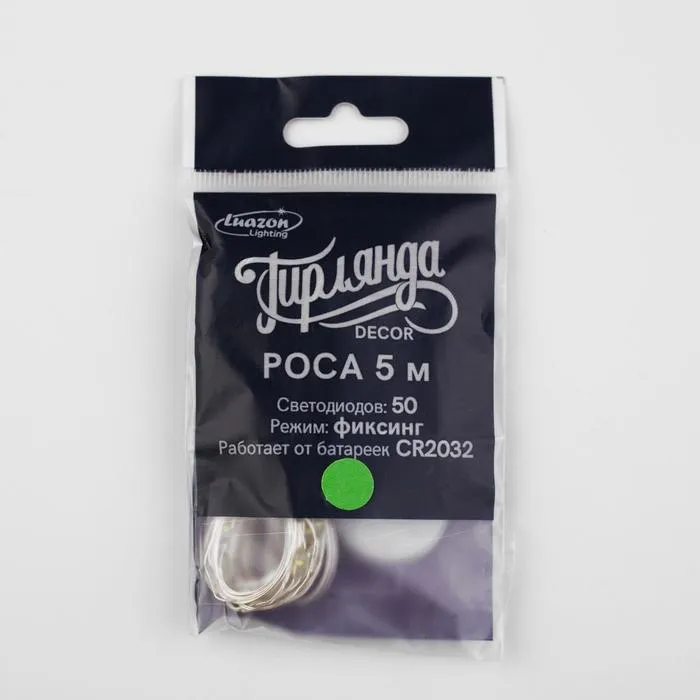 Luazon
Lighting
Гирлянда
DECOR
РОСА 5 м
Светодиодов: 50
Режим: фиксинг
Работает от батареек CR2032